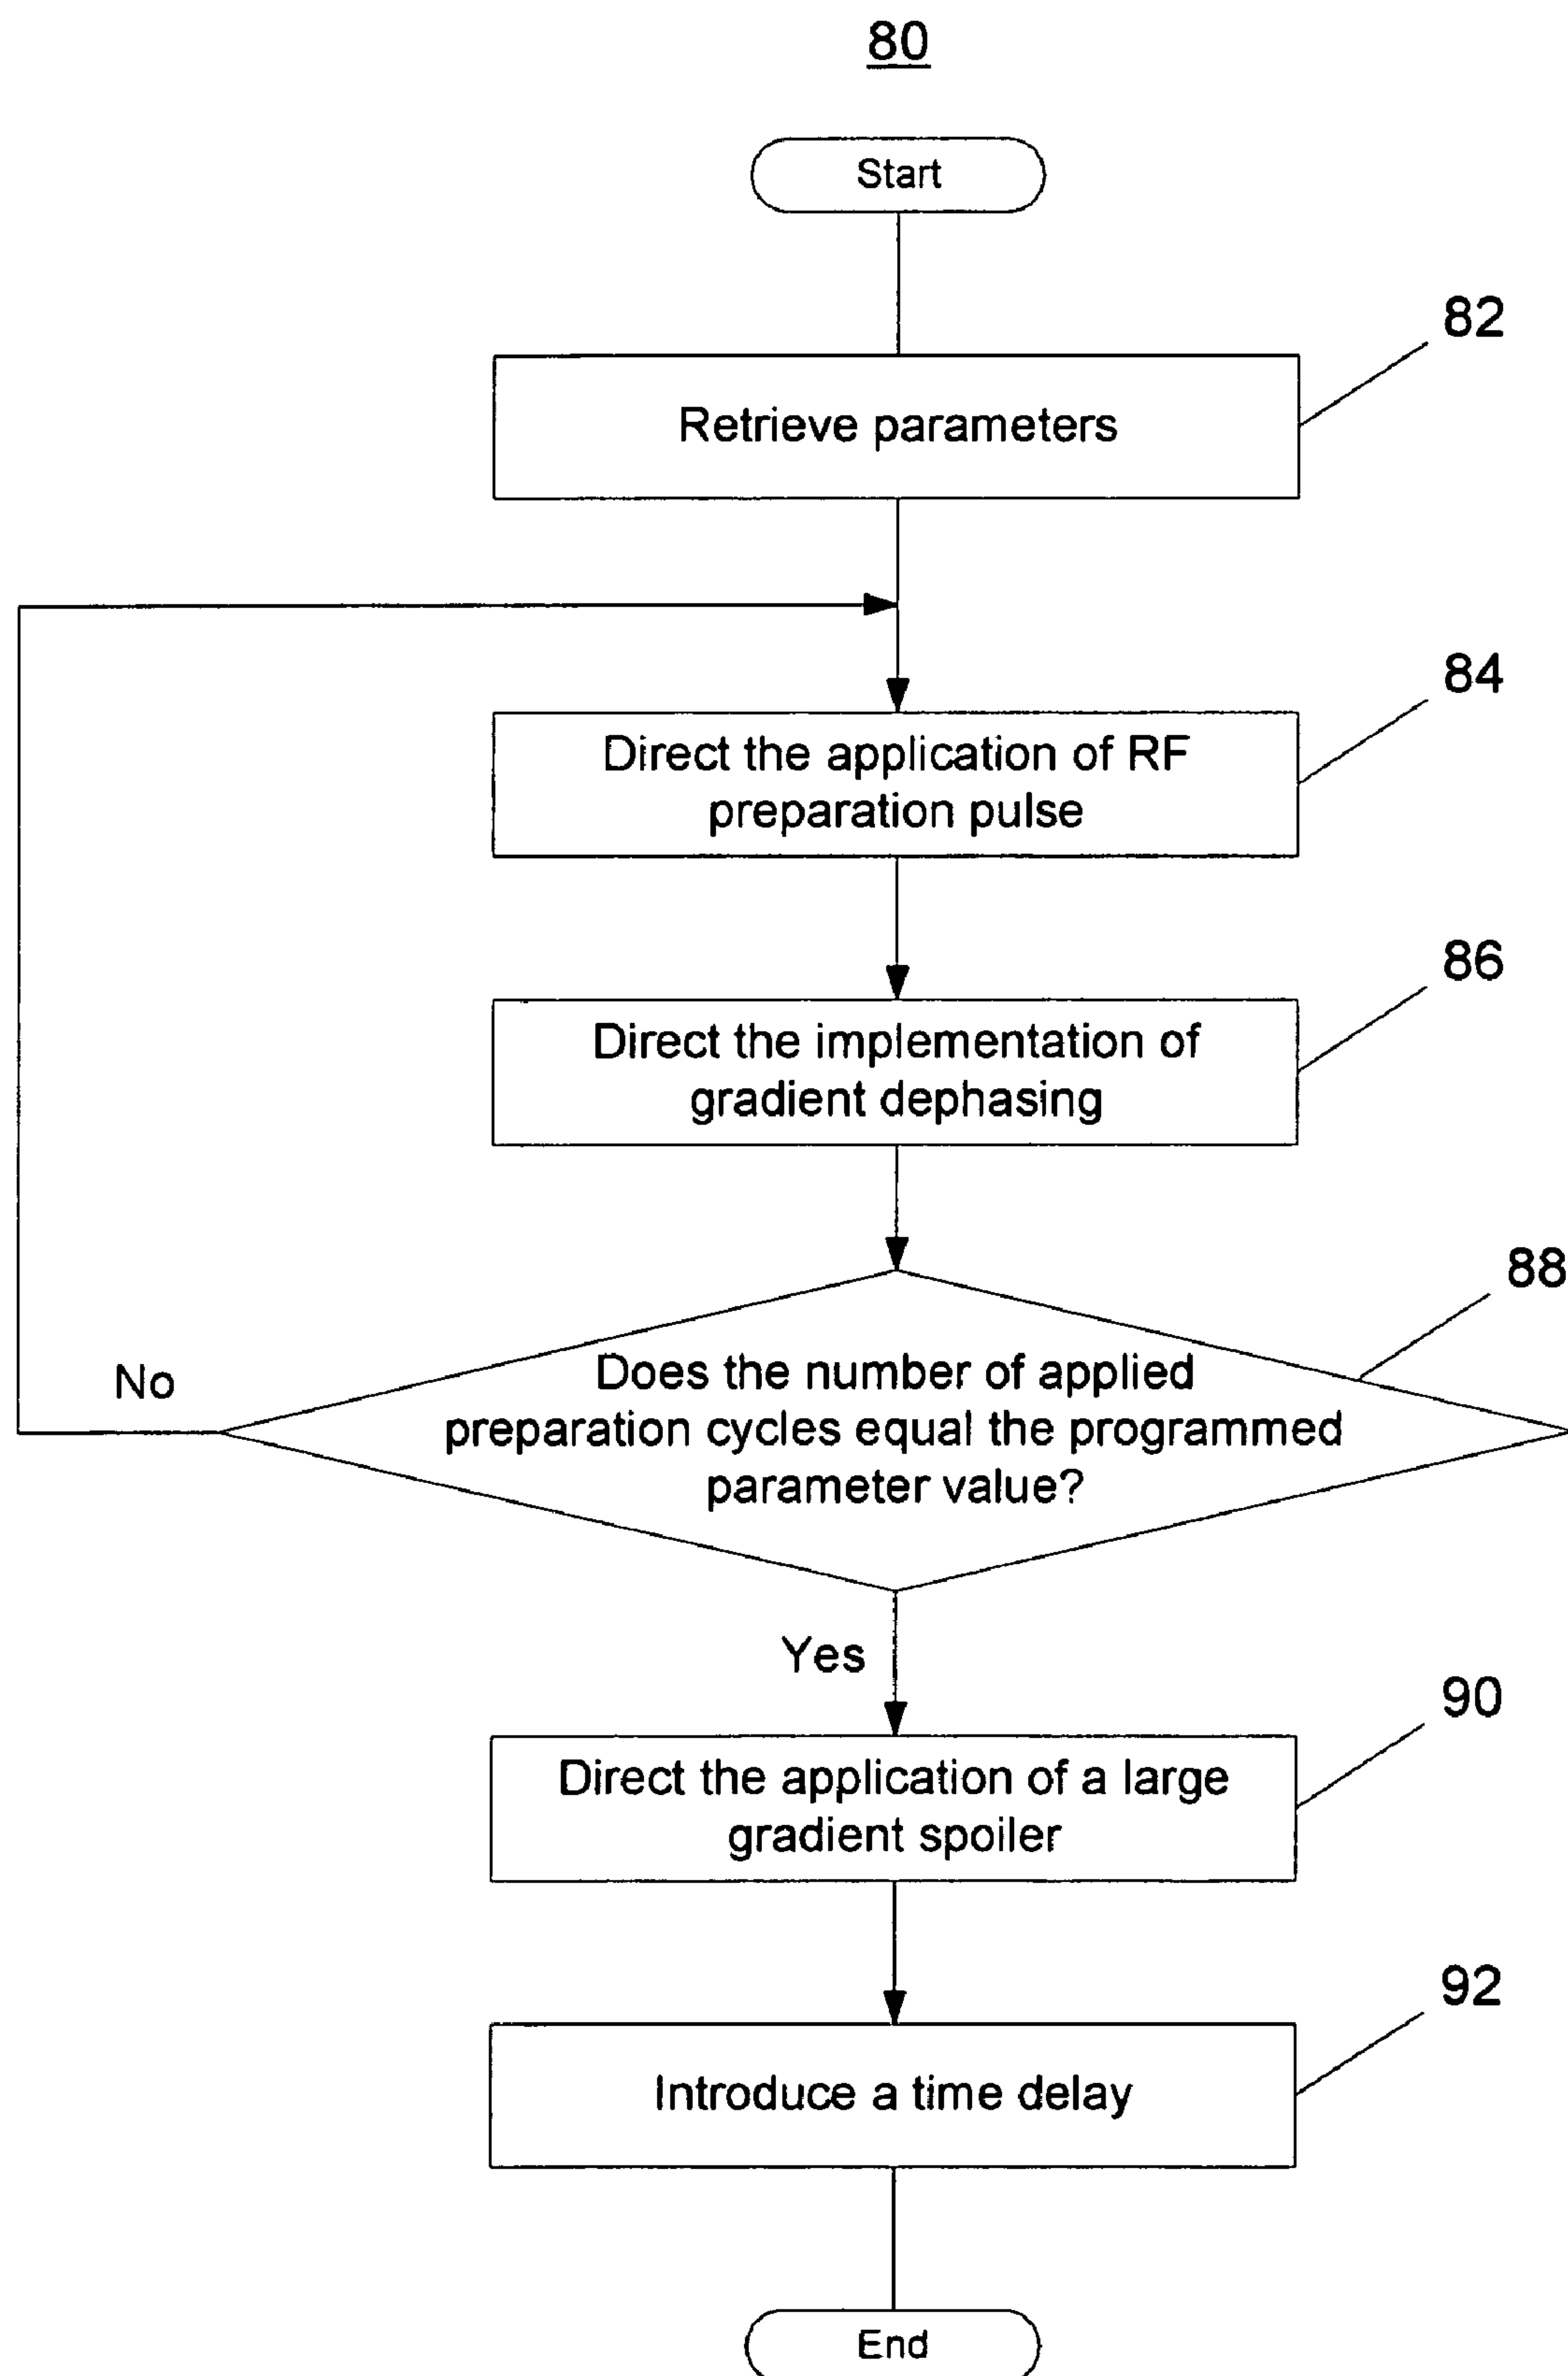 80
Start
82
Retrieve parameters
84
Direct the application of RF
preparation pulse
86
Direct the implementation of
gradient dephasing
88
Does the number of applied
preparation cycles equal the programmed
parameter value?
No
Yes
90
Direct the application of a large
gradient spoiler
92
Introduce a time delay
End